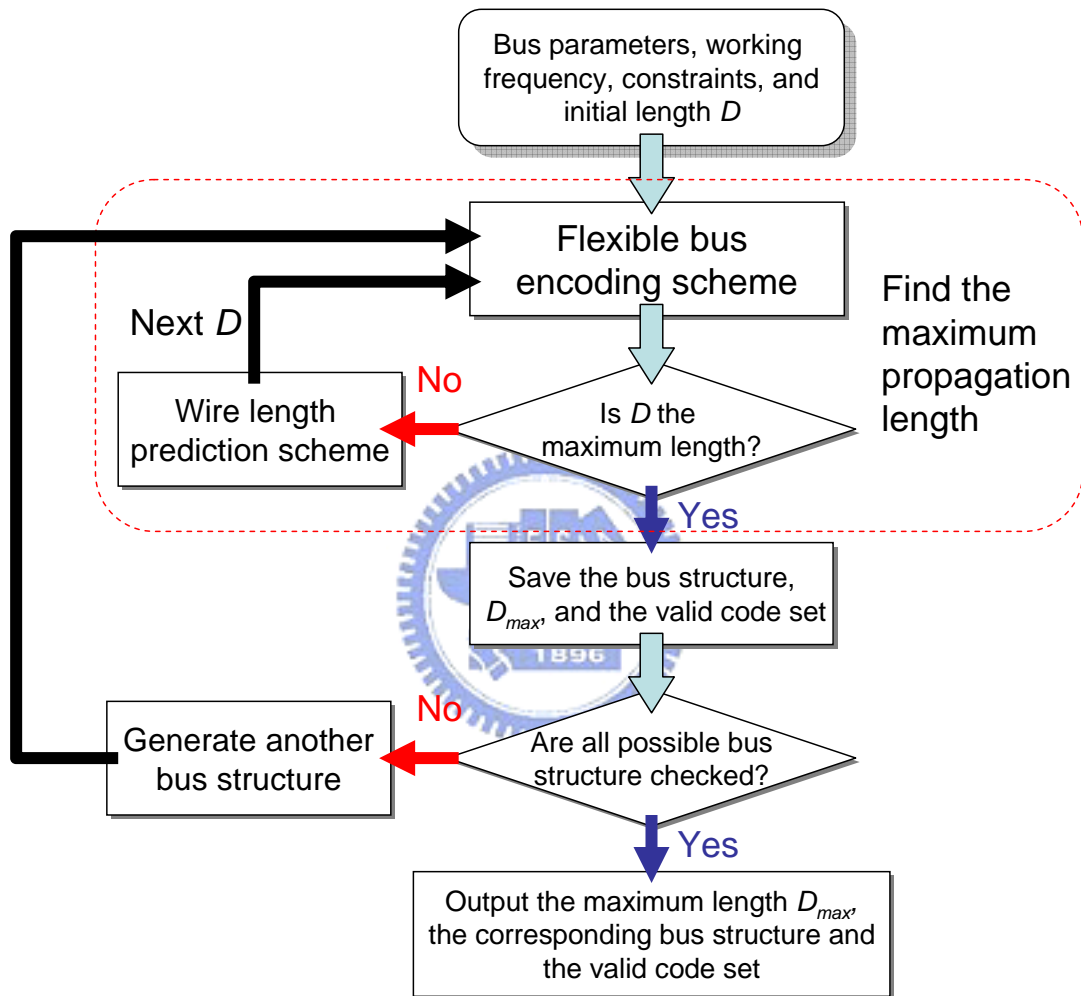 Bus parameters, working
frequency, constraints, and
initial length D
Flexible bus
encoding scheme
Find the
maximum
propagation
length
Next D
No
Wire length
prediction scheme
Is D the
maximum length?
Yes
Save the bus structure,
Dmax, and the valid code set
1896
No
Generate another
bus structure
Are all possible bus
structure checked?
Yes
Output the maximum length Dmax,
the corresponding bus structure and
the valid code set